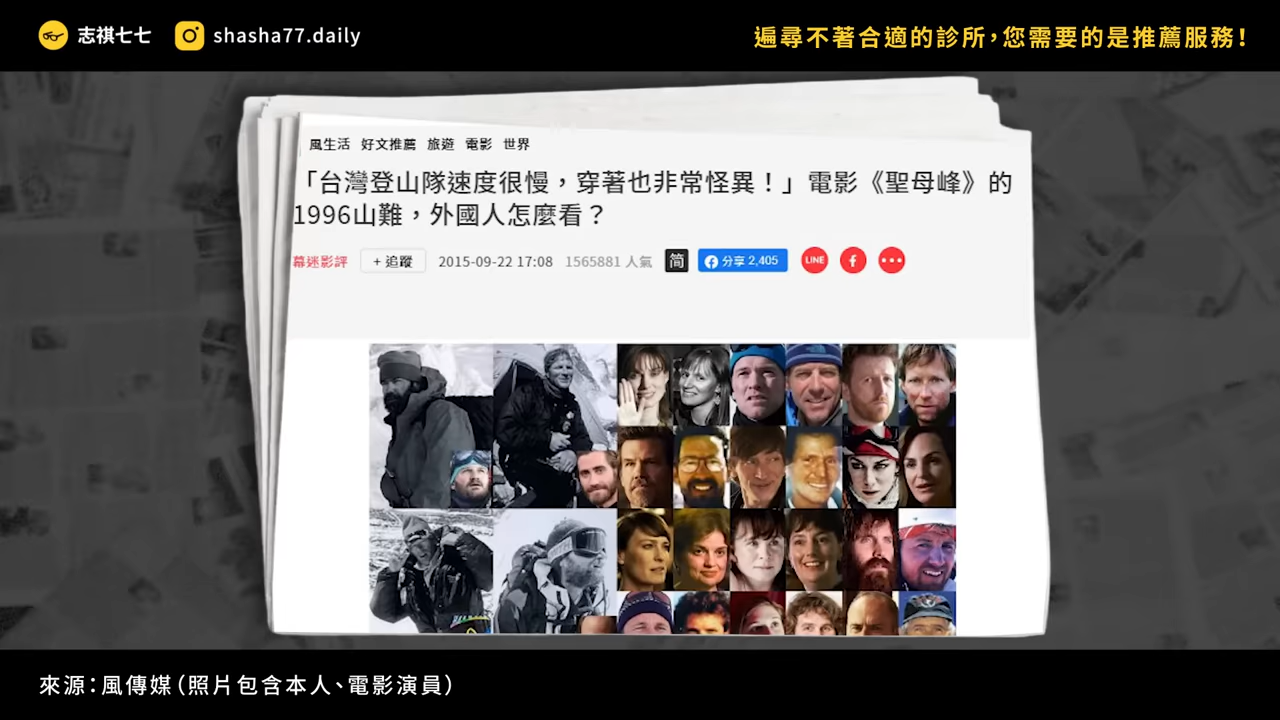 志祺七七
shasha77.daily
遍尋不著合適的診所，您需要的是推薦服務！
風生活 好文推薦 旅遊 電影 世界
「台灣登山隊速度很慢，穿著也非常怪異！」電影《聖母峰》的
1996山難，外國人怎麼看？
幕迷影評 + 追蹤 2015-09-22 17:08 1565881 人氣 简 分享 2,405 LINE
來源：風傳媒（照片包含本人、電影演員）